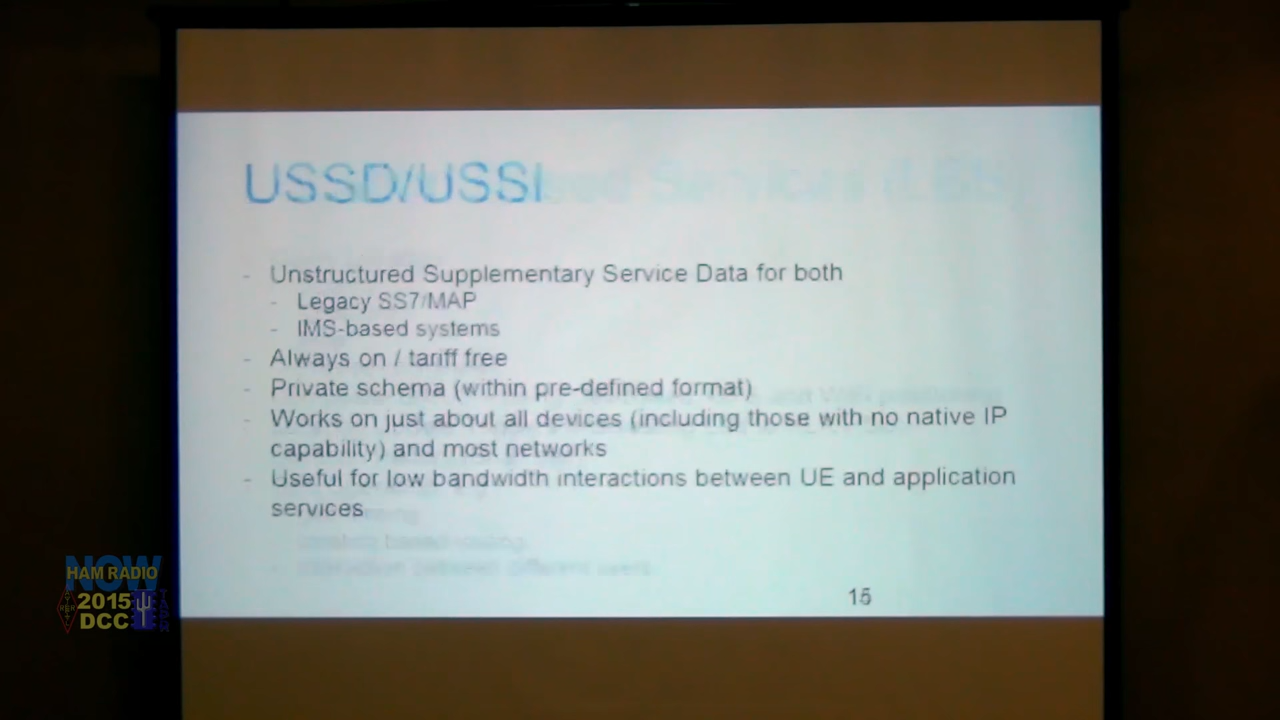 USSD/USSI
- Unstructured Supplementary Service Data for both
- Legacy SS7/MAP
- IMS-based systems
- Always on / tariff free
- Private schema (within pre-defined format)
- Works on just about all devices (including those with no native IP
capability) and most networks
- Useful for low bandwidth interactions between UE and application
services
15
NOW
HAM RADIO
2015
DCC
TAPR